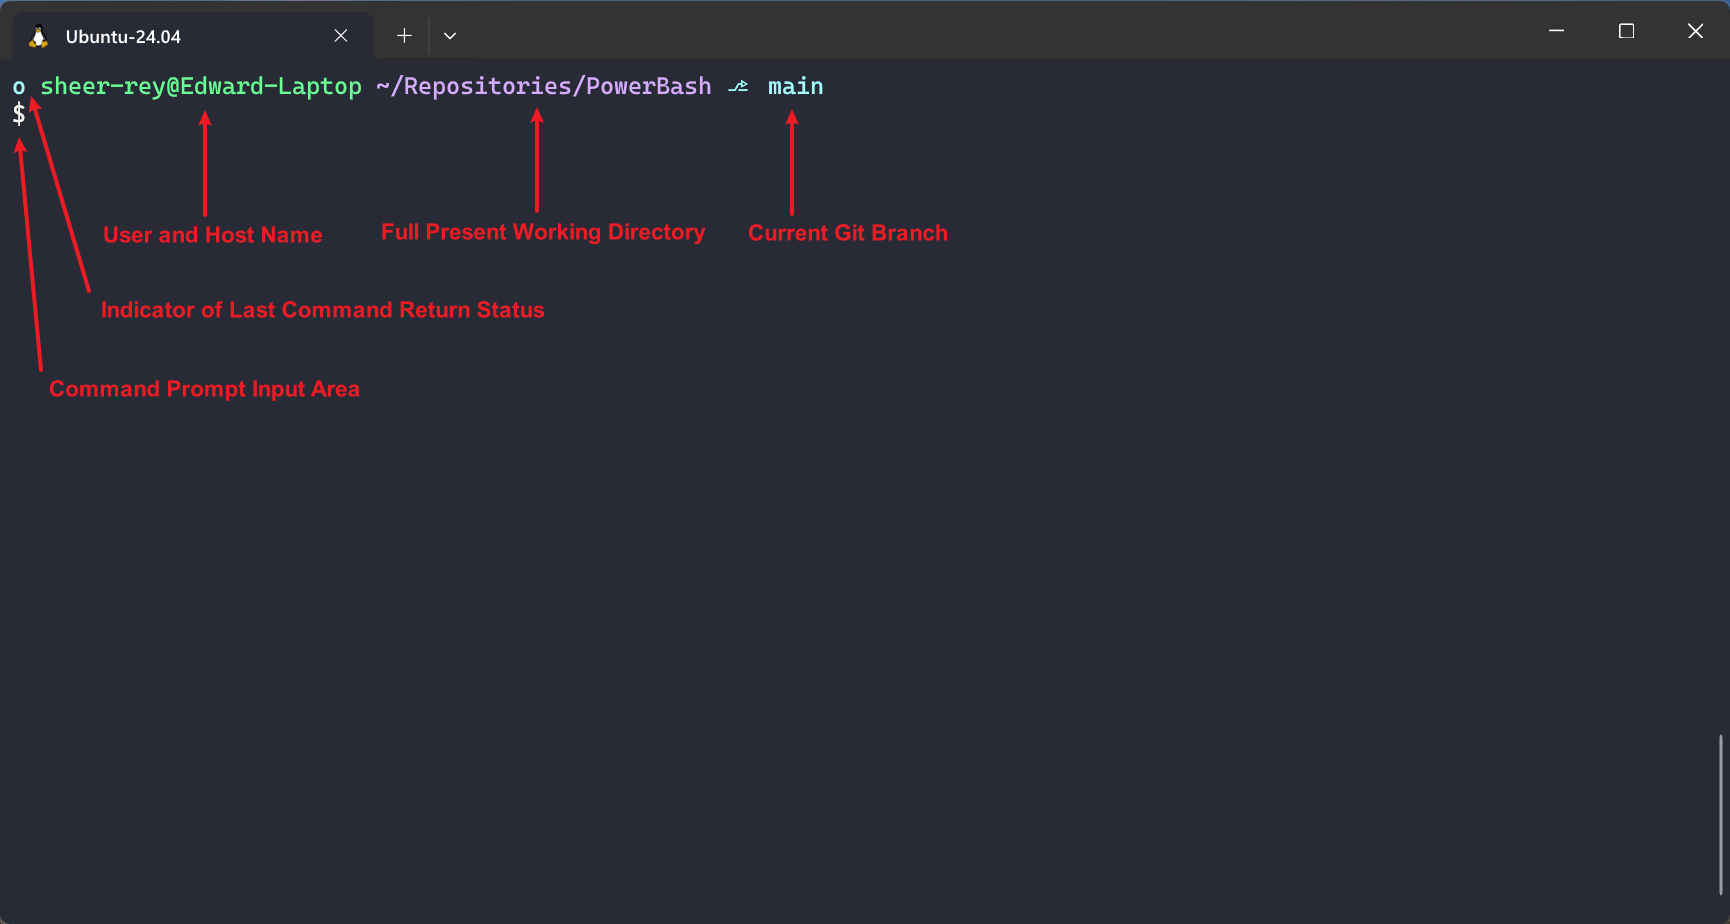 Ubuntu-24.04
o sheer-rey@Edward-Laptop ~/Repositories/PowerBash ⎇ main
$
User and Host Name
Full Present Working Directory
Current Git Branch
Indicator of Last Command Return Status
Command Prompt Input Area